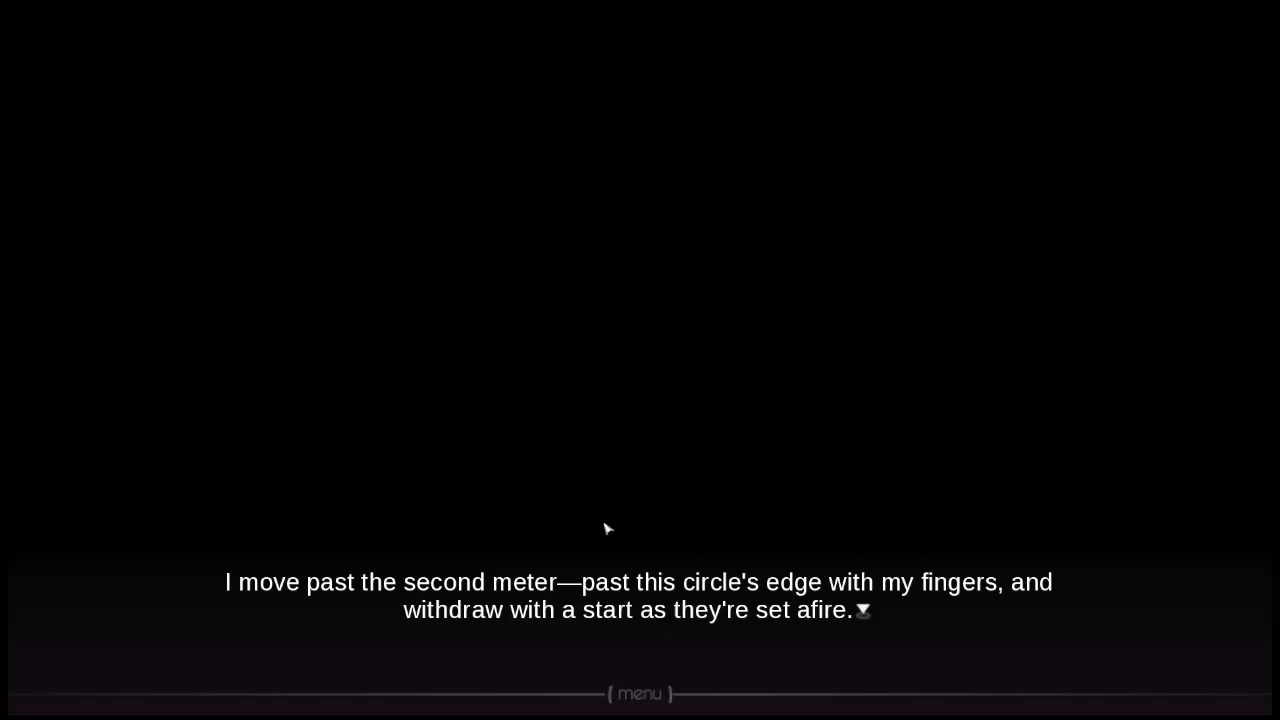 I move past the second meter—past this circle's edge with my fingers, and
withdraw with a start as they're set afire.
( menu )